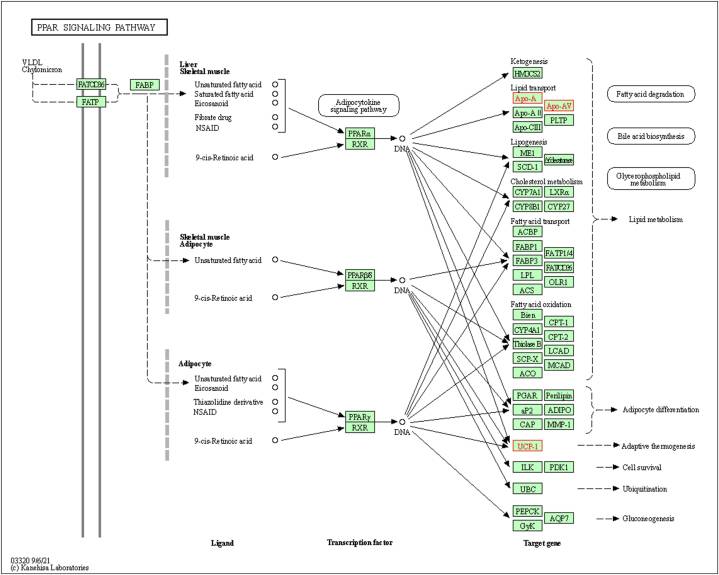 PPAR SIGNALING PATHWAY
VLDL
Chylomicron
FATCD36
FATP
FABP
Liver
Skeletal muscle
Unsaturated fatty acid
Saturated fatty acid
Eicosanoid
Fibrate drug
NSAID
9-cis-Retinoic acid
Adipocytokine
signaling pathway
PPARα
RXR
DNA
Skeletal muscle
Adipocyte
Unsaturated fatty acid
9-cis-Retinoic acid
PPARβ/δ
RXR
DNA
Adipocyte
Unsaturated fatty acid
Eicosanoid
Thiazolidine derivative
NSAID
9-cis-Retinoic acid
PPARγ
RXR
DNA
Ketogenesis
HMGCS2
Lipid transport
Apo-A
Apo-AV
Apo-A II
PLTP
Apo-CIII
Lipogenesis
ME1
SCD-1
Cholesterol metabolism
CYP7A1
LXRα
CYP8B1
CYP27
Fatty acid transport
ACBP
FABP1
FATP1/4
FABP3
FATCD36
LPL
OLR1
ACS
Fatty acid oxidation
Bien
CPT-1
CYP4A1
CPT-2
Thiolase B
LCAD
SCP-X
MCAD
ACO
PGAR
Perilipin
aP2
ADIPO
CAP
MMP-1
UCP-1
ILK
PDK1
UBC
PEPCK
AQP7
GyK
Fatty acid degradation
Bile acid biosynthesis
Glycerophospholipid
metabolism
Lipid metabolism
Adipocyte differentiation
Adaptive thermogenesis
Cell survival
Ubiquitination
Gluconeogenesis
Ligand
Transcription factor
Target gene
03320 9/6/21
(c) Kanehisa Laboratories